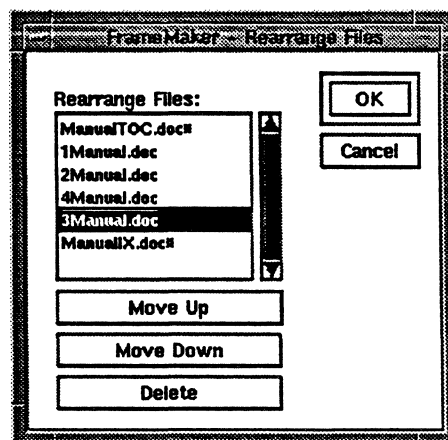 FrameMaker - Rearrange Files
Rearrange Files:
OK
ManualTOC.doc¤
1Manual.doc
Cancel
2Manual.doc
4Manual.doc
3Manual.doc
ManualIX.doc¤
Move Up
Move Down
Delete